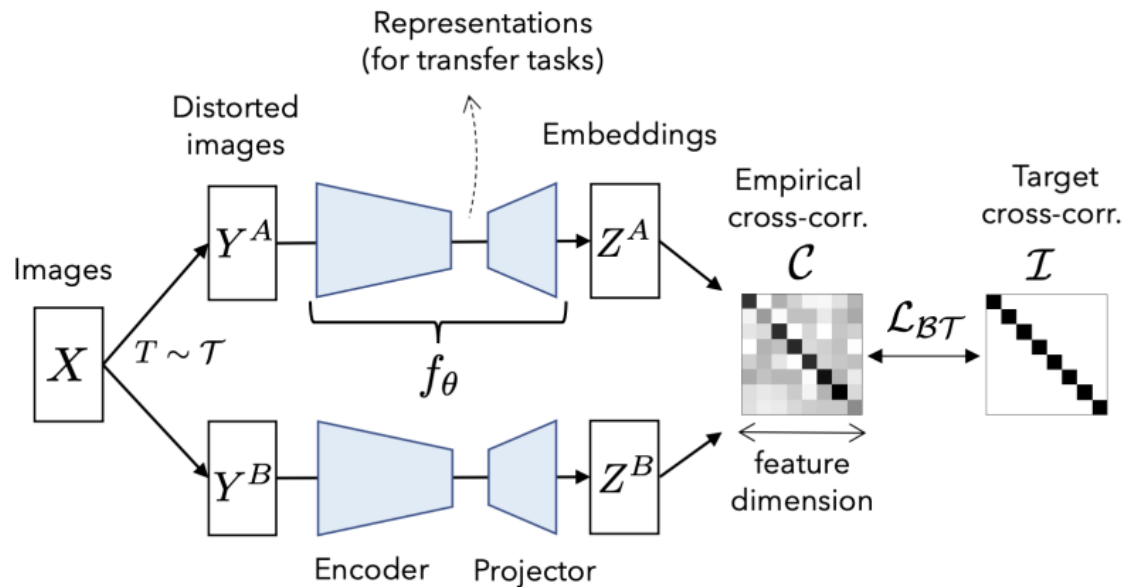 Representations
(for transfer tasks)
Distorted
images
Embeddings
Empirical
cross-corr.
Target
cross-corr.
Images
Y^A
Z^A
𝒞
ℐ
X
T ~ 𝒯
f_θ
ℒ_ℬ𝒯
Y^B
Z^B
feature
dimension
Encoder
Projector